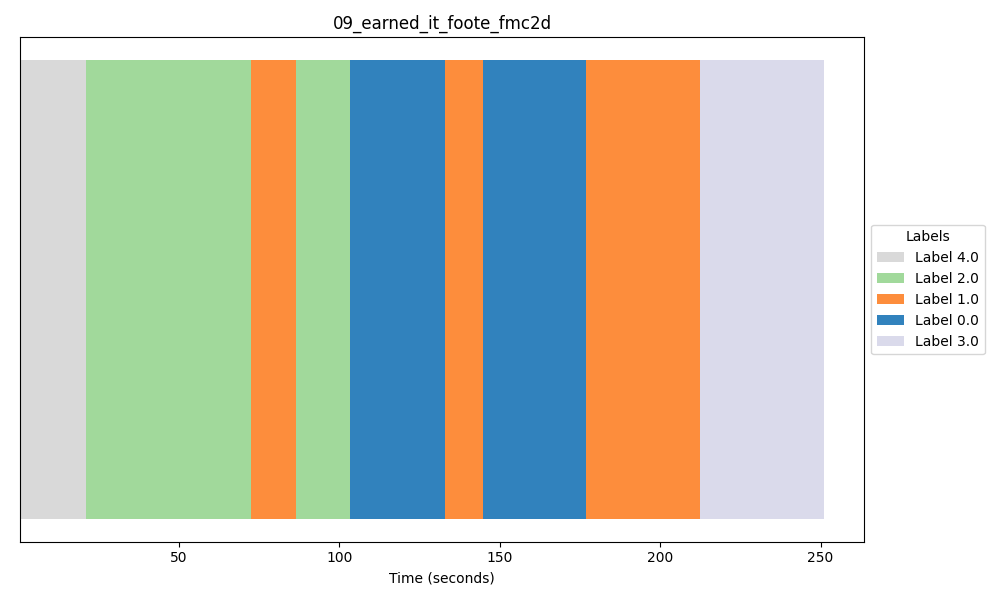 09_earned_it_foote_fmc2d
Labels
Label 4.0
Label 2.0
Label 1.0
Label 0.0
Label 3.0
50 100 150 200 250
Time (seconds)